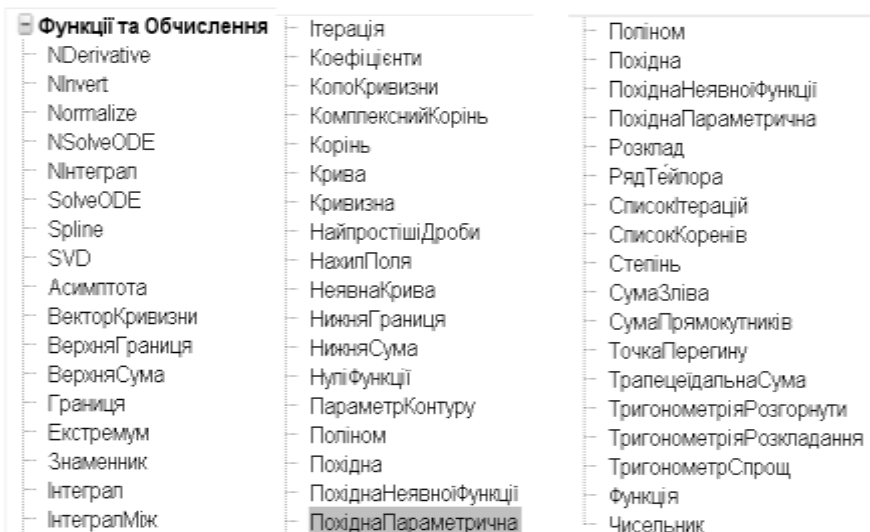 Функції та Обчислення
NDerivative
NInvert
Normalize
NSolveODE
NІнтеграл
SolveODE
Spline
SVD
Асимптота
ВекторКривизни
ВерхняГраниця
ВерхняСума
Границя
Екстремум
Знаменник
Інтеграл
ІнтегралМіж
Ітерація
Коефіцієнти
КолоКривизни
КомплекснийКорінь
Корінь
Крива
Кривизна
НайпростішіДроби
НахилПоля
НеявнаКрива
НижняГраниця
НижняСума
НуліФункції
ПараметрКонтуру
Поліном
Похідна
ПохіднаНеявноїФункції
ПохіднаПараметрична
Поліном
Похідна
ПохіднаНеявноїФункції
ПохіднаПараметрична
Розклад
РядТейлора
СписокІтерацій
СписокКоренів
Степінь
СумаЗліва
СумаПрямокутників
ТочкаПерегину
ТрапецеїдальнаСума
ТригонометріяРозгорнути
ТригонометріяРозкладання
ТригонометрСпрощ
Функція
Чисельник